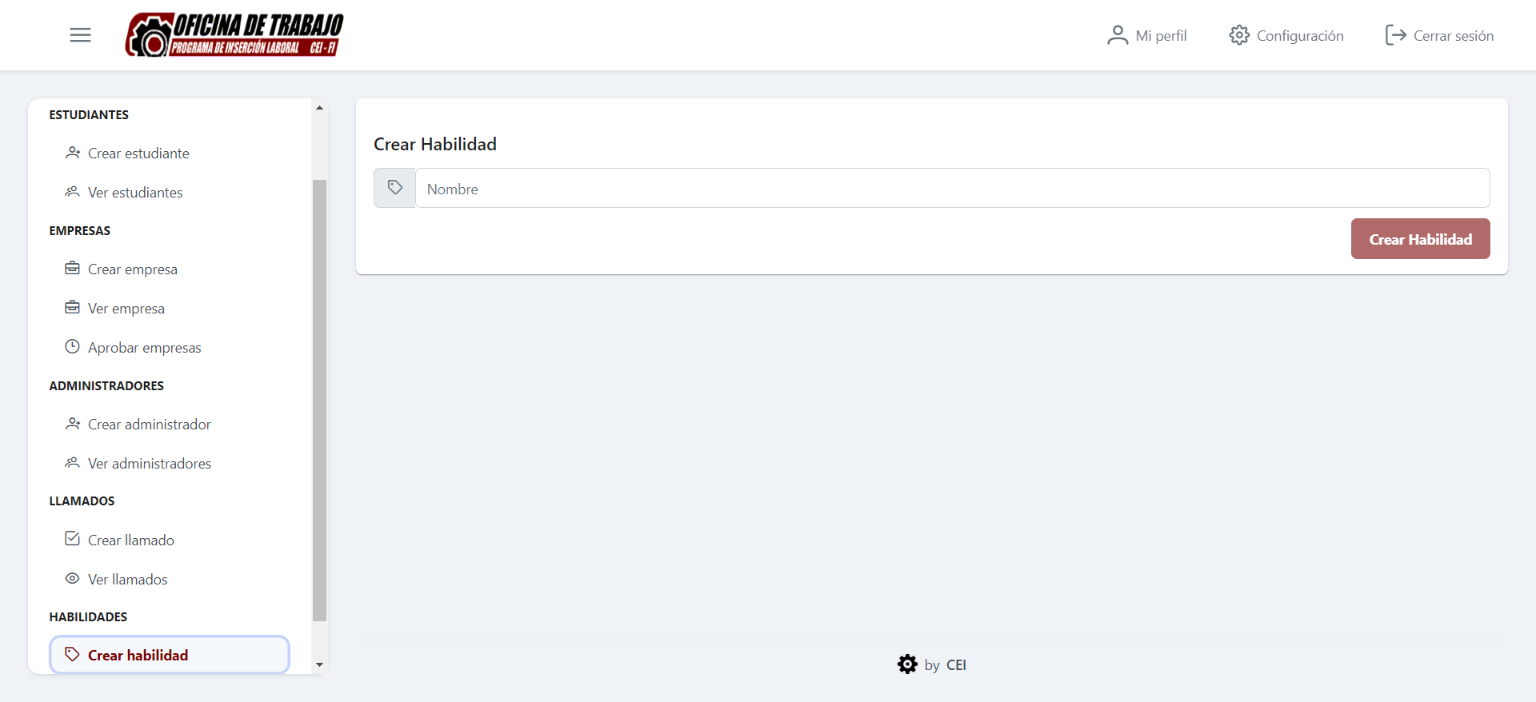 OFICINA DE TRABAJO
PROGRAMA DE INSERCIÓN LABORAL CEI - FI
Mi perfil
Configuración
Cerrar sesión
ESTUDIANTES
Crear estudiante
Ver estudiantes
EMPRESAS
Crear empresa
Ver empresa
Aprobar empresas
ADMINISTRADORES
Crear administrador
Ver administradores
LLAMADOS
Crear llamado
Ver llamados
HABILIDADES
Crear habilidad
Crear Habilidad
Nombre
Crear Habilidad
by CEI